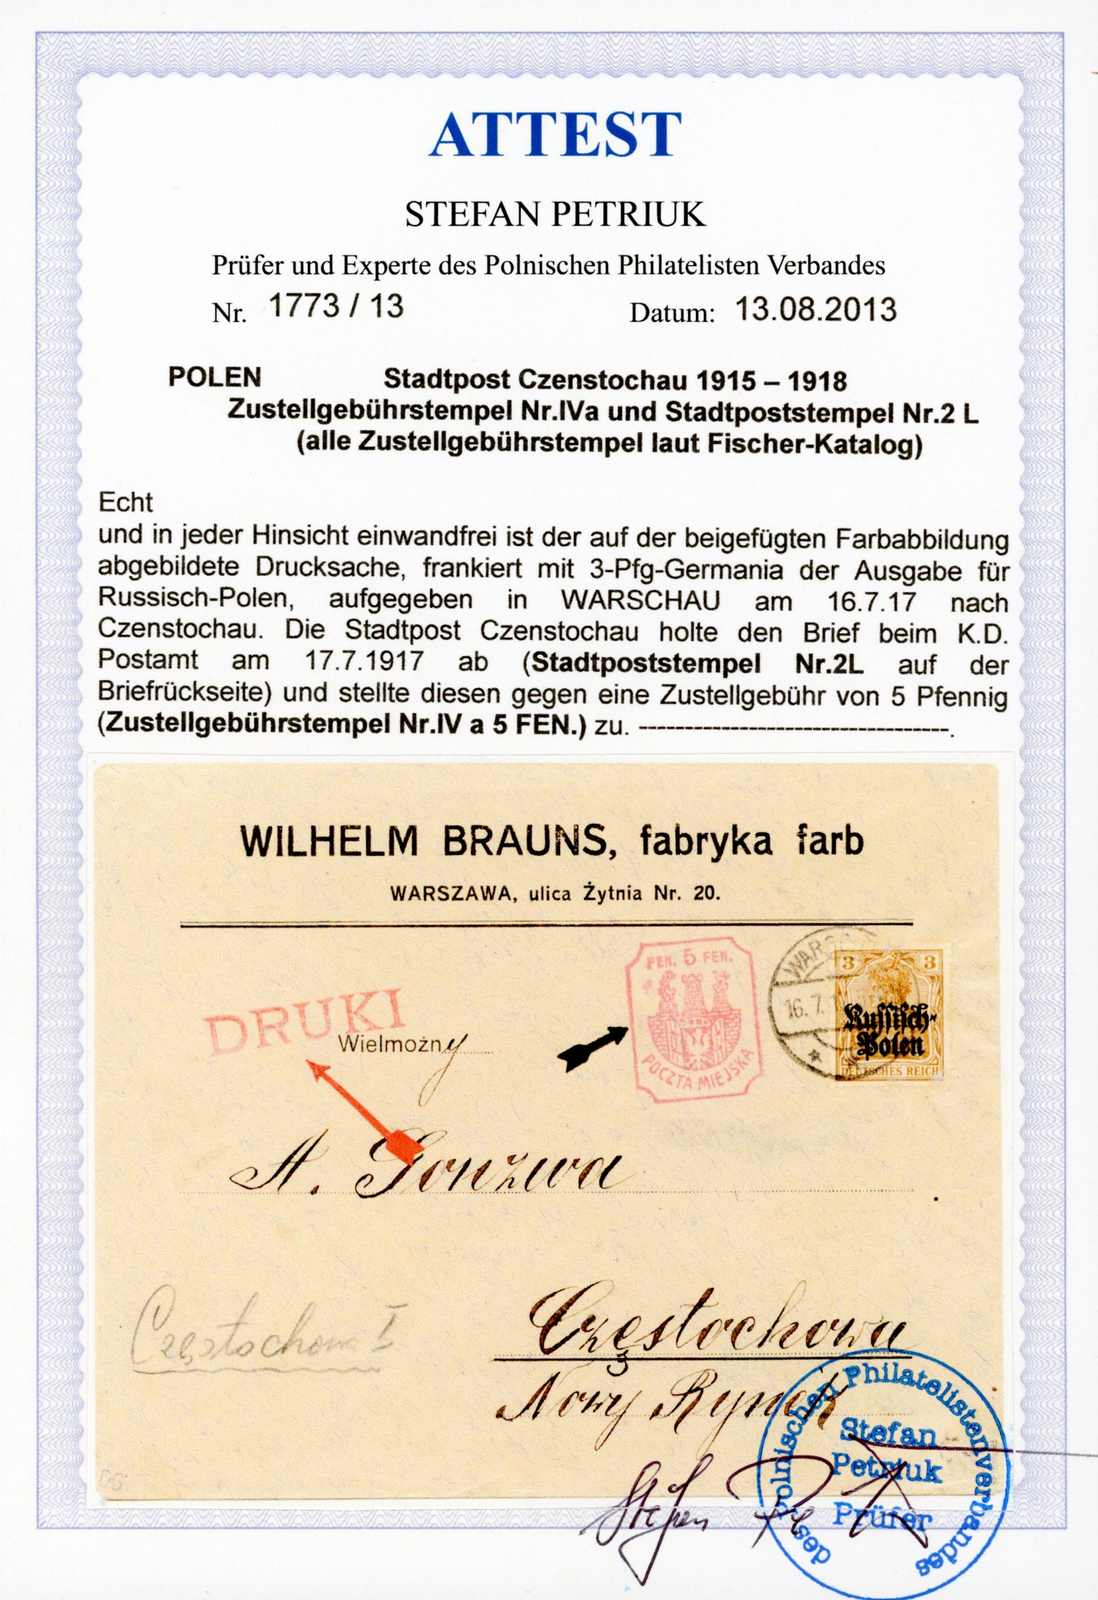 ATTEST
STEFAN PETRIUK
Prüfer und Experte des Polnischen Philatelisten Verbandes
Nr. 1773 / 13 Datum: 13.08.2013
POLEN Stadtpost Czenstochau 1915 – 1918
Zustellgebührstempel Nr.IVa und Stadtpoststempel Nr.2 L
(alle Zustellgebührstempel laut Fischer-Katalog)
Echt
und in jeder Hinsicht einwandfrei ist der auf der beigefügten Farbabbildung
abgebildete Drucksache, frankiert mit 3-Pfg-Germania der Ausgabe für
Russisch-Polen, aufgegeben in WARSCHAU am 16.7.17 nach
Czenstochau. Die Stadtpost Czenstochau holte den Brief beim K.D.
Postamt am 17.7.1917 ab (Stadtpoststempel Nr.2L auf der
Briefrückseite) und stellte diesen gegen eine Zustellgebühr von 5 Pfennig
(Zustellgebührstempel Nr.IV a 5 FEN.) zu. ----------------------------------.
WILHELM BRAUNS, fabryka farb
WARSZAWA, ulica Żytnia Nr. 20.
FEN. 5 FEN.
POCZTA MIEJSKA
16.7.
3 3
Russisch-
Polen
DEUTSCHES REICH
DRUKI
Wielmożny
A. Gonzwa
Częstochowa
Częstochowa I
Nowy Rynek
des Polnischen Philatelistenverbandes
Stefan
Petriuk
Prüfer